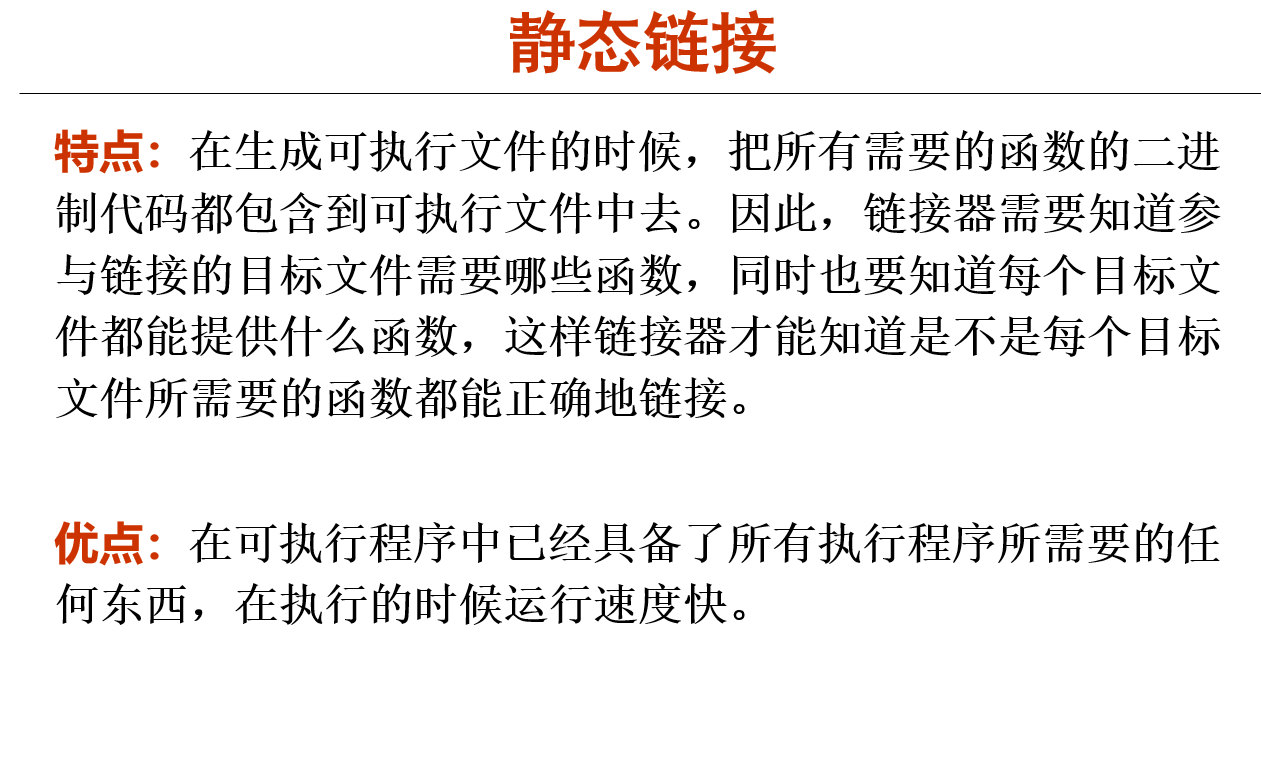 静态链接
特点：在生成可执行文件的时候，把所有需要的函数的二进
制代码都包含到可执行文件中去。因此，链接器需要知道参
与链接的目标文件需要哪些函数，同时也要知道每个目标文
件都能提供什么函数，这样链接器才能知道是不是每个目标
文件所需要的函数都能正确地链接。
优点：在可执行程序中已经具备了所有执行程序所需要的任
何东西，在执行的时候运行速度快。